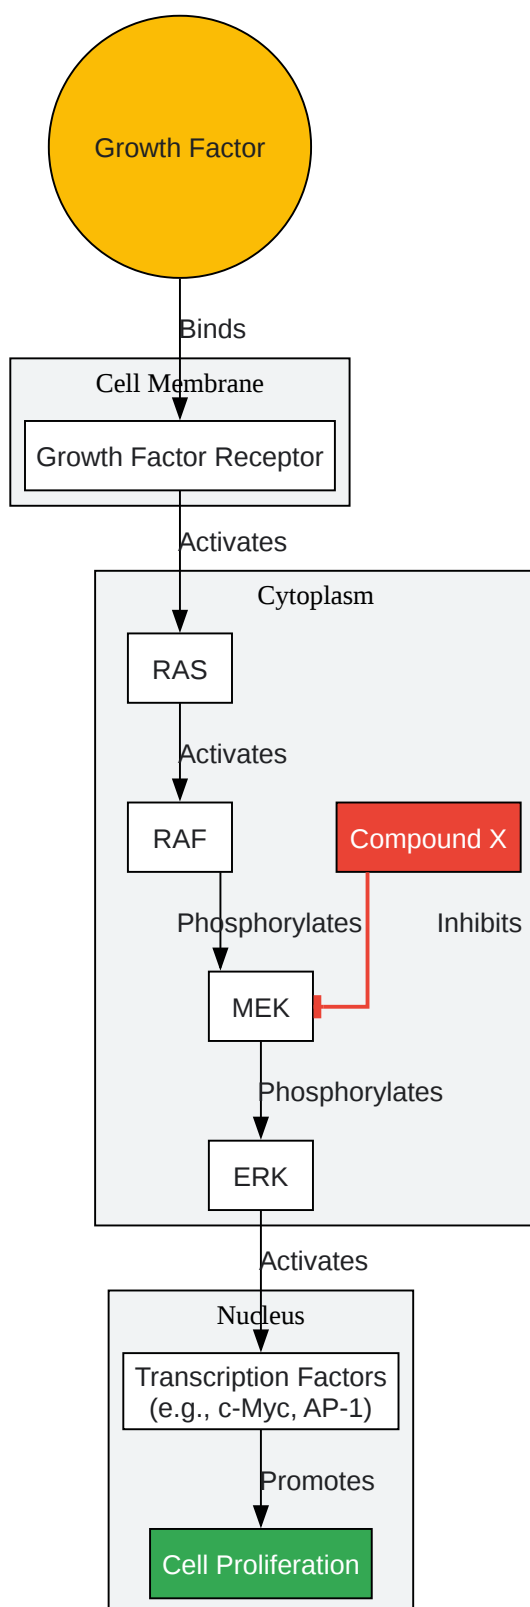 Growth Factor
Binds
Cell Membrane
Growth Factor Receptor
Activates
Cytoplasm
RAS
Activates
RAF
Compound X
Phosphorylates
Inhibits
MEK
Phosphorylates
ERK
Activates
Nucleus
Transcription Factors
(e.g., c-Myc, AP-1)
Promotes
Cell Proliferation